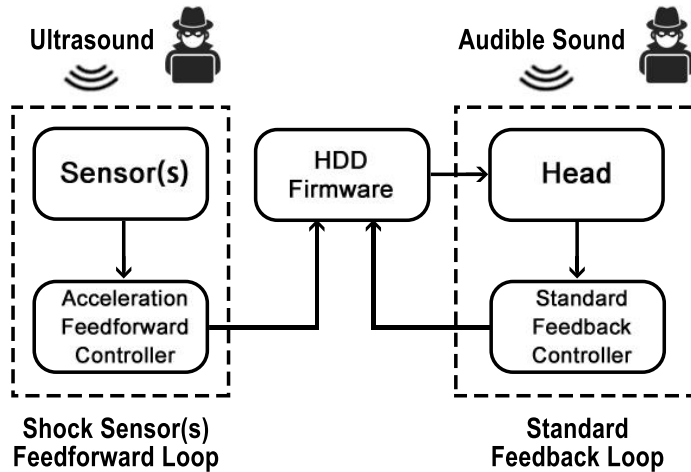 Ultrasound
Audible Sound
Sensor(s)
HDD
Firmware
Head
Acceleration
Feedforward
Controller
Standard
Feedback
Controller
Shock Sensor(s)
Feedforward Loop
Standard
Feedback Loop